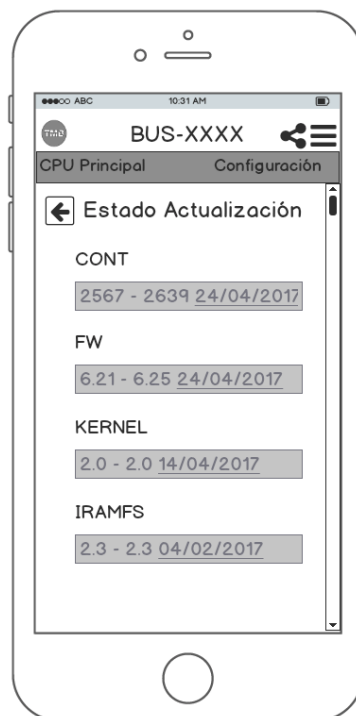 ABC 10:31 AM
TMB BUS-XXXX
CPU Principal Configuración
Estado Actualización
CONT
2567 - 2639 24/04/2017
FW
6.21 - 6.25 24/04/2017
KERNEL
2.0 - 2.0 14/04/2017
IRAMFS
2.3 - 2.3 04/02/2017